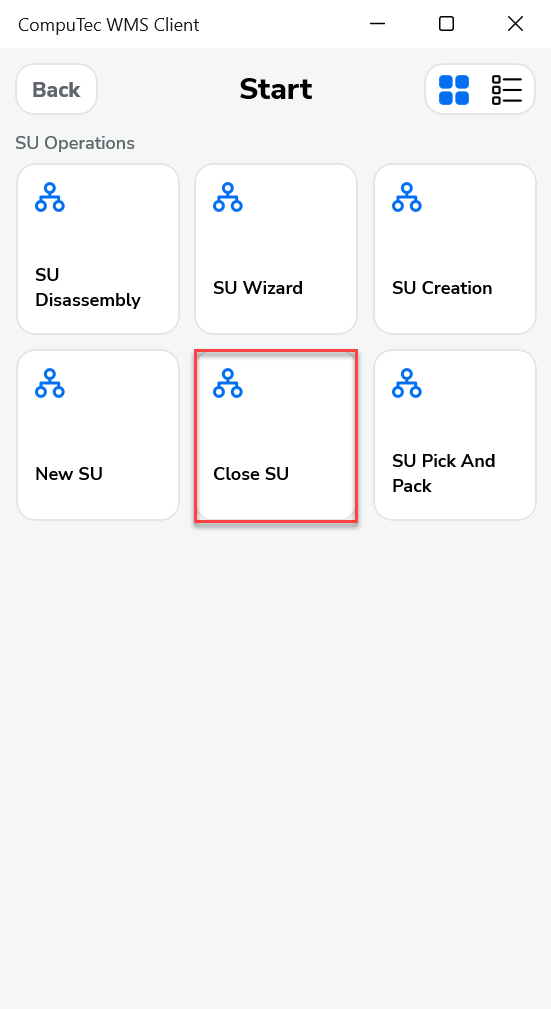 CompuTec WMS Client
Back
Start
SU Operations
SU
Disassembly
SU Wizard
SU Creation
New SU
Close SU
SU Pick And
Pack